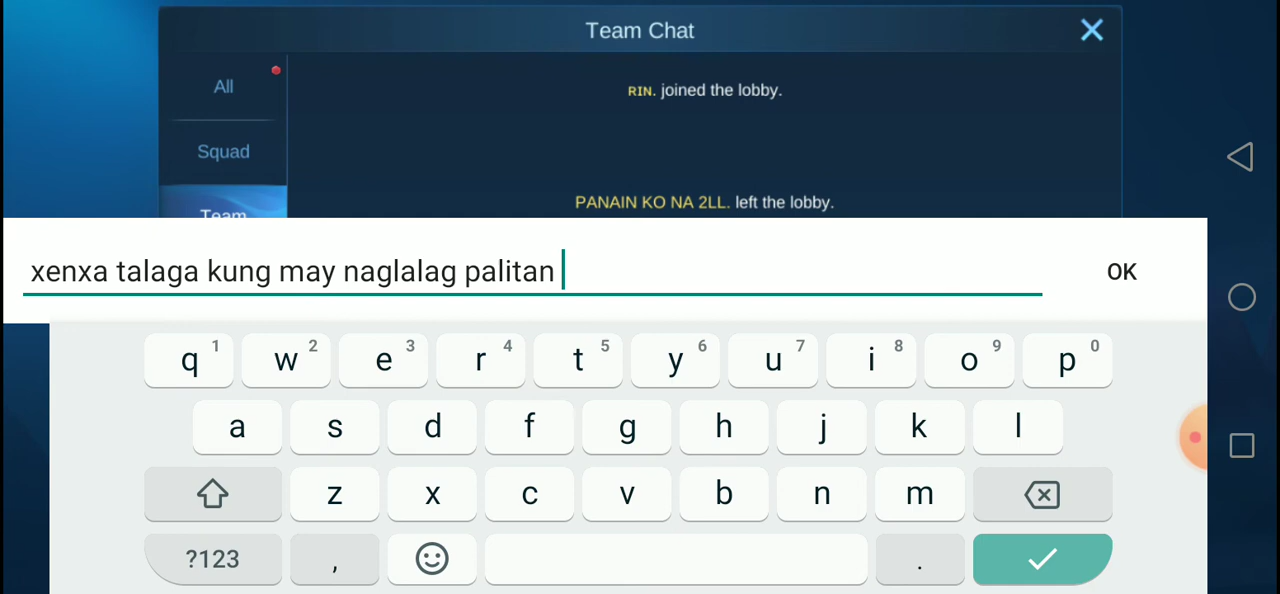 Team Chat
All
RIN. joined the lobby.
Squad
PANAIN KO NA 2LL. left the lobby.
Team
xenxa talaga kung may naglalag palitan
OK
q 1 w 2 e 3 r 4 t 5 y 6 u 7 i 8 o 9 p 0
a s d f g h j k l
z x c v b n m
?123 , .